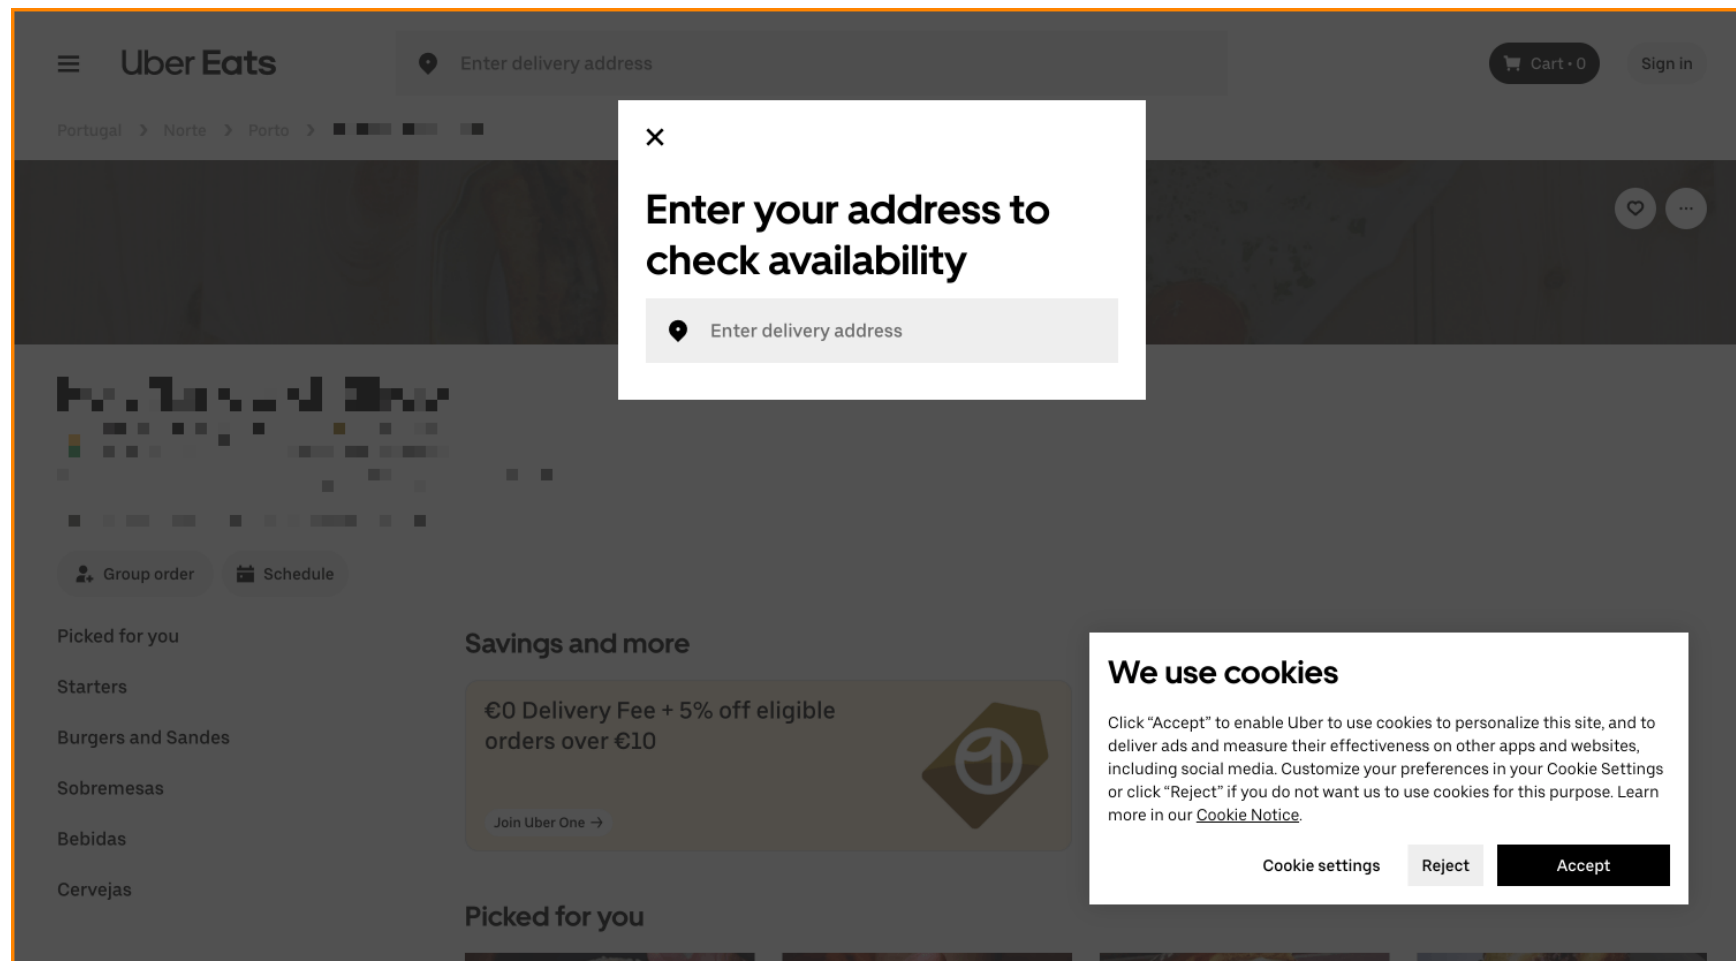 Uber Eats
Enter delivery address
Cart • 0
Sign in
Portugal > Norte > Porto >
Enter your address to
check availability
Enter delivery address
Group order
Schedule
Picked for you
Starters
Burgers and Sandes
Sobremesas
Bebidas
Cervejas
Savings and more
€0 Delivery Fee + 5% off eligible
orders over €10
Join Uber One →
Picked for you
We use cookies
Click “Accept” to enable Uber to use cookies to personalize this site, and to
deliver ads and measure their effectiveness on other apps and websites,
including social media. Customize your preferences in your Cookie Settings
or click “Reject” if you do not want us to use cookies for this purpose. Learn
more in our Cookie Notice.
Cookie settings
Reject
Accept